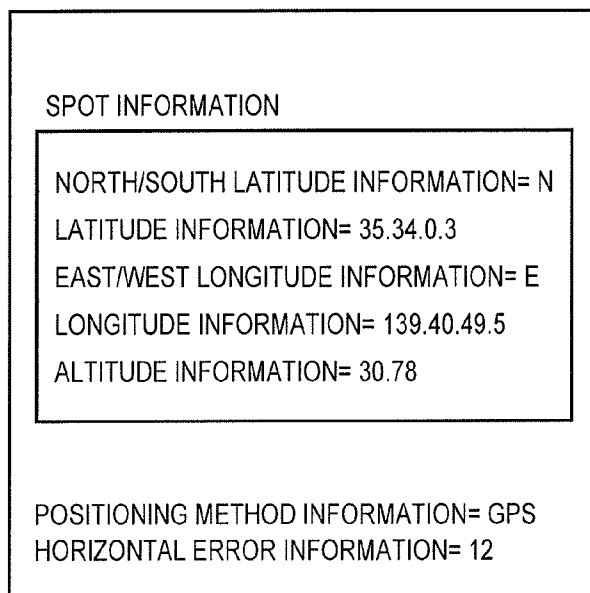 SPOT INFORMATION
NORTH/SOUTH LATITUDE INFORMATION= N
LATITUDE INFORMATION= 35.34.0.3
EAST/WEST LONGITUDE INFORMATION= E
LONGITUDE INFORMATION= 139.40.49.5
ALTITUDE INFORMATION= 30.78
POSITIONING METHOD INFORMATION= GPS
HORIZONTAL ERROR INFORMATION= 12